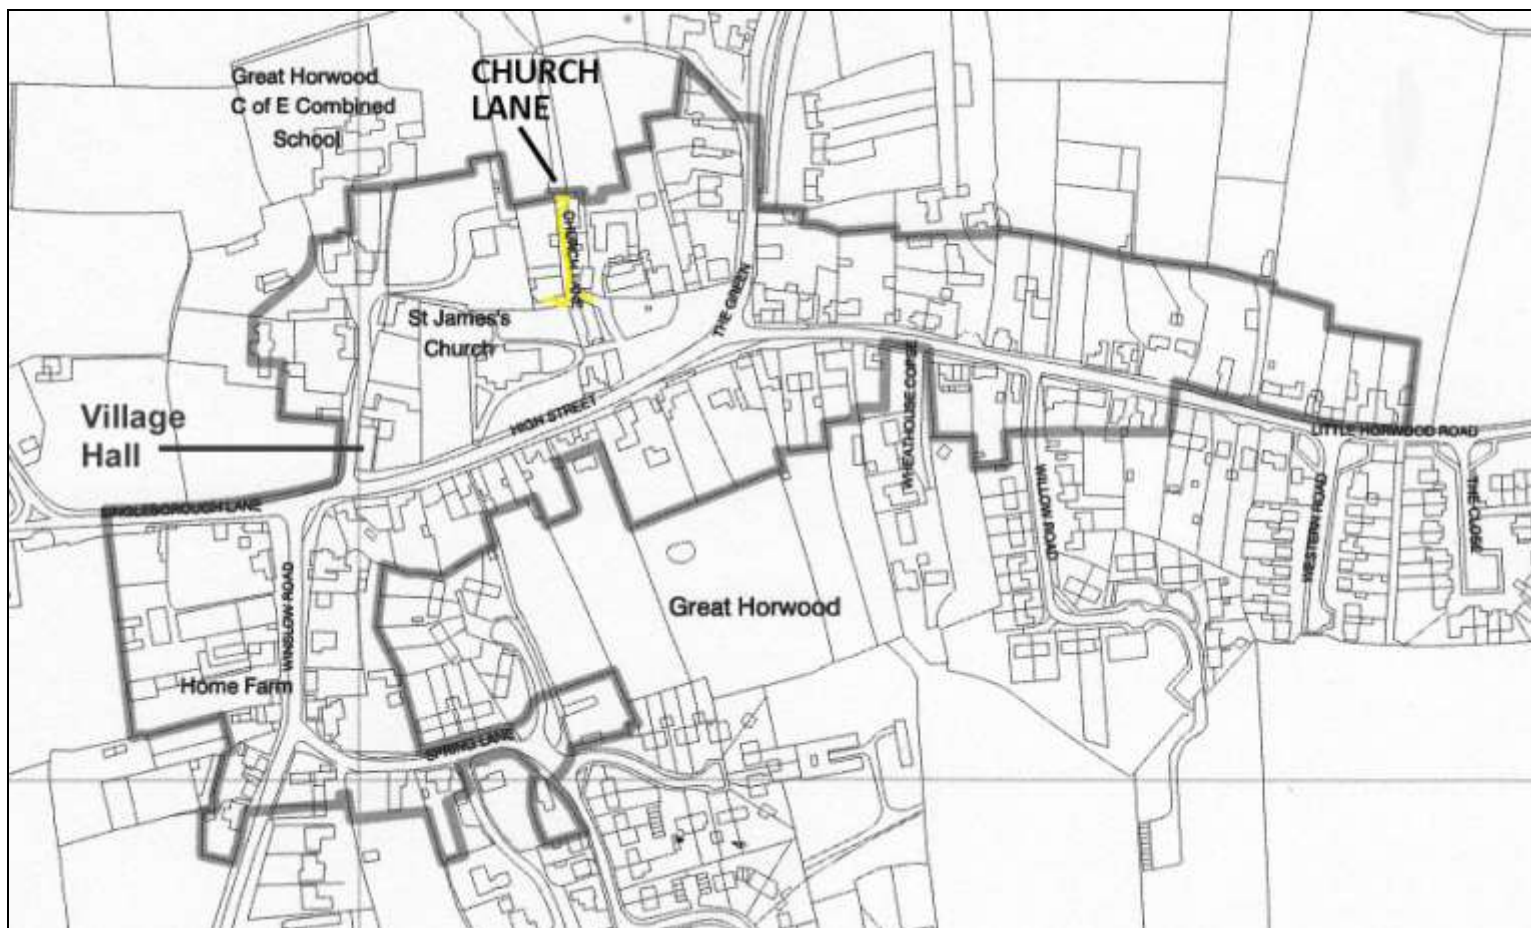 Great Horwood
C of E Combined
School
CHURCH
LANE
CHURCH LANE
THE GREEN
St James's
Church
HIGH STREET
Village
Hall
WHEATHOUSE COPSE
LITTLE HORWOOD ROAD
SINGLEBOROUGH LANE
WILLOW ROAD
WESTERN ROAD
THE CLOSE
WINSLOW ROAD
Great Horwood
Home Farm
SPRING LANE